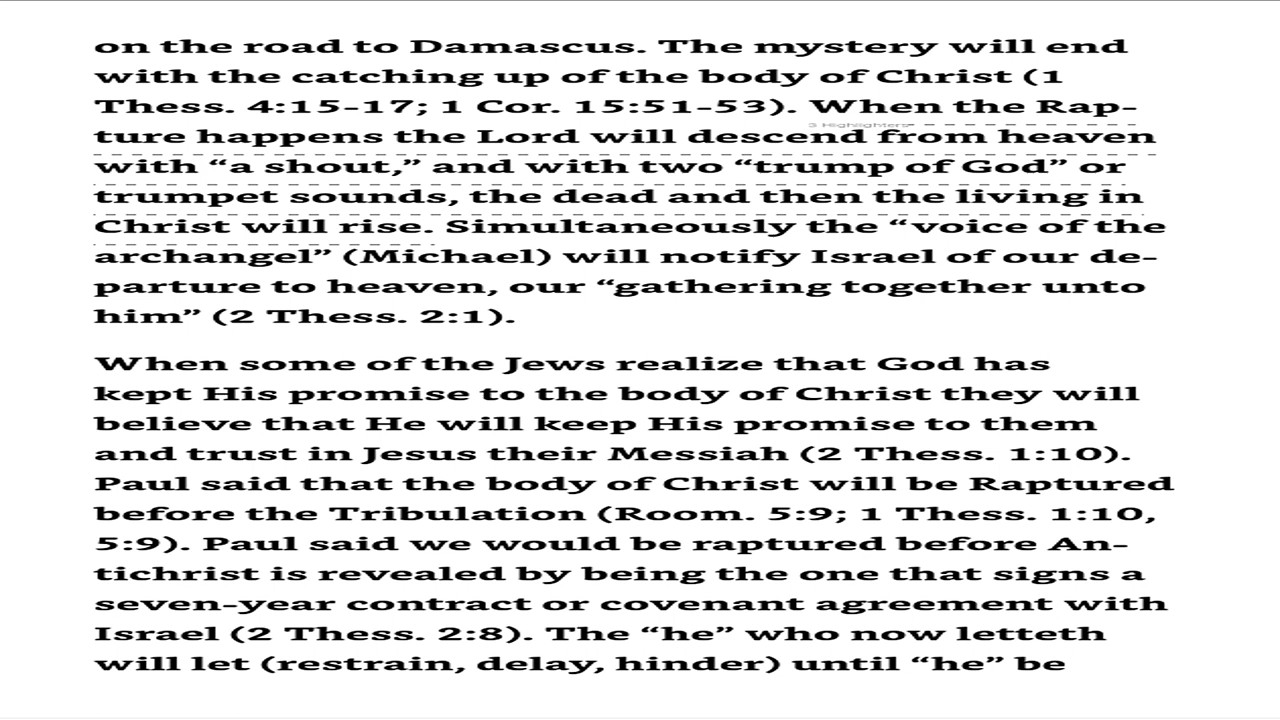 on the road to Damascus. The mystery will end
with the catching up of the body of Christ (1
Thess. 4:15-17; 1 Cor. 15:51-53). When the Rap-
3 Highlighters
ture happens the Lord will descend from heaven
with “a shout,” and with two “trump of God” or
trumpet sounds, the dead and then the living in
Christ will rise. Simultaneously the “voice of the
archangel” (Michael) will notify Israel of our de-
parture to heaven, our “gathering together unto
him” (2 Thess. 2:1).
When some of the Jews realize that God has
kept His promise to the body of Christ they will
believe that He will keep His promise to them
and trust in Jesus their Messiah (2 Thess. 1:10).
Paul said that the body of Christ will be Raptured
before the Tribulation (Room. 5:9; 1 Thess. 1:10,
5:9). Paul said we would be raptured before An-
tichrist is revealed by being the one that signs a
seven-year contract or covenant agreement with
Israel (2 Thess. 2:8). The “he” who now letteth
will let (restrain, delay, hinder) until “he” be